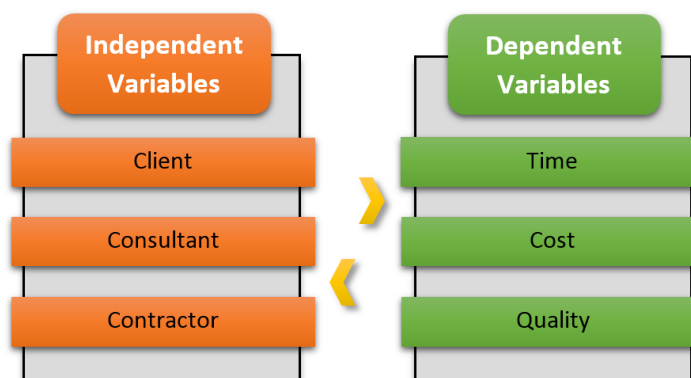 Independent
Variables
Client
Consultant
Contractor
Dependent
Variables
Time
Cost
Quality